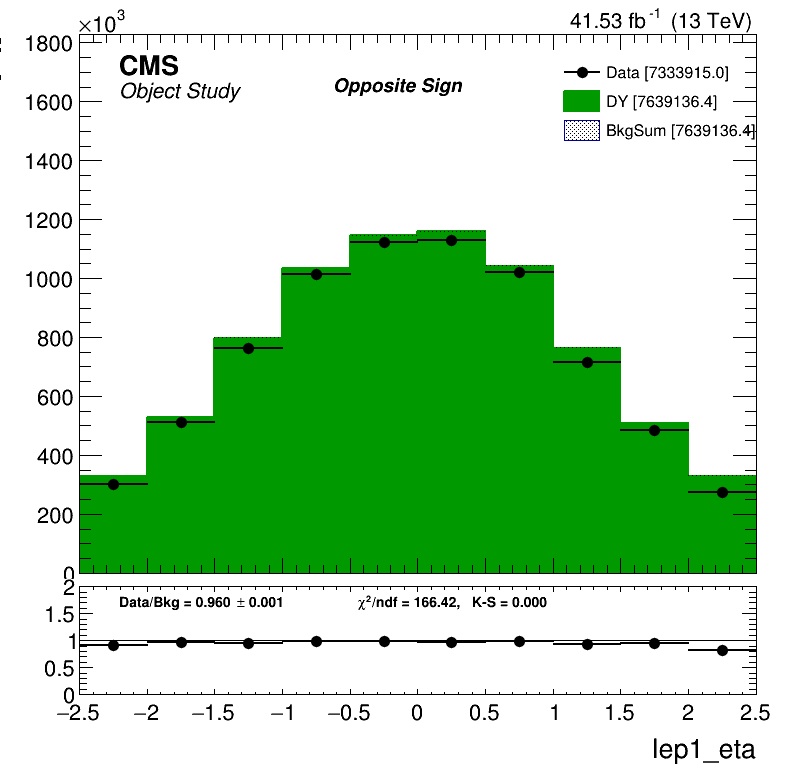 ×10³
41.53 fb⁻¹ (13 TeV)
CMS
Object Study
Opposite Sign
Data [7333915.0]
DY [7639136.4]
BkgSum [7639136.4]
1800
1600
1400
1200
1000
800
600
400
200
0
Data/Bkg = 0.960 ± 0.001
χ²/ndf = 166.42, K-S = 0.000
2
1.5
1
0.5
0
−2.5 −2 −1.5 −1 −0.5 0 0.5 1 1.5 2 2.5
lep1_eta